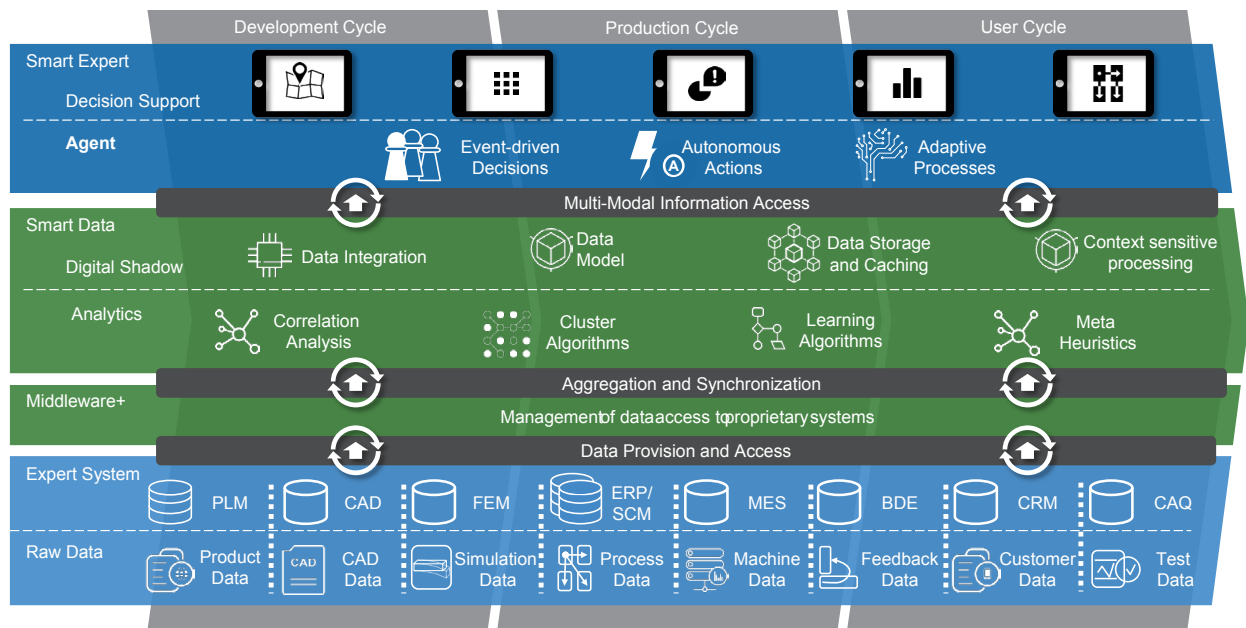 Development Cycle
Production Cycle
User Cycle
Smart Expert
Decision Support
Agent
Event-driven
Decisions
A
Autonomous
Actions
Adaptive
Processes
Multi-Modal Information Access
Smart Data
Digital Shadow
Data Integration
Data
Model
Data Storage
and Caching
Context sensitive
processing
Analytics
Correlation
Analysis
Cluster
Algorithms
Learning
Algorithms
Meta
Heuristics
Aggregation and Synchronization
Middleware+
Management of data access to proprietary systems
Data Provision and Access
Expert System
PLM
CAD
FEM
ERP/
SCM
MES
BDE
CRM
CAQ
Raw Data
Product
Data
CAD
CAD
Data
Simulation
Data
Process
Data
Machine
Data
Feedback
Data
Customer
Data
Test
Data